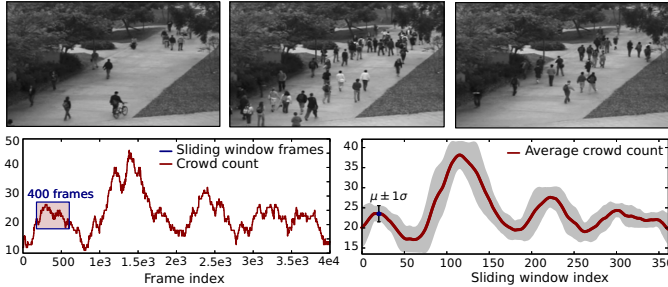 50
40
30
20
10
400 frames
Sliding window frames
Crowd count
0
500
1e3
1.5e3
2e3
2.5e3
3e3
3.5e3
4e3
Frame index
40
35
30
25
20
15
Average crowd count
μ±1σ
0
50
100
150
200
250
300
350
Sliding window index